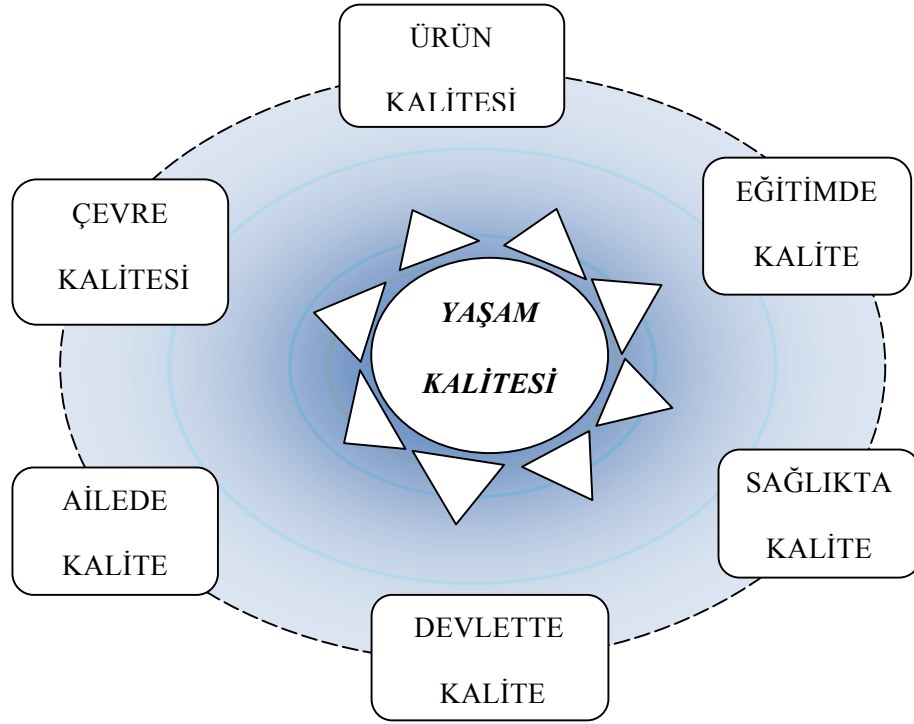 ÜRÜN
KALİTESİ
EĞİTİMDE
KALİTE
SAĞLIKTA
KALİTE
DEVLETTE
KALİTE
AİLEDE
KALİTE
ÇEVRE
KALİTESİ
YAŞAM
KALİTESİ